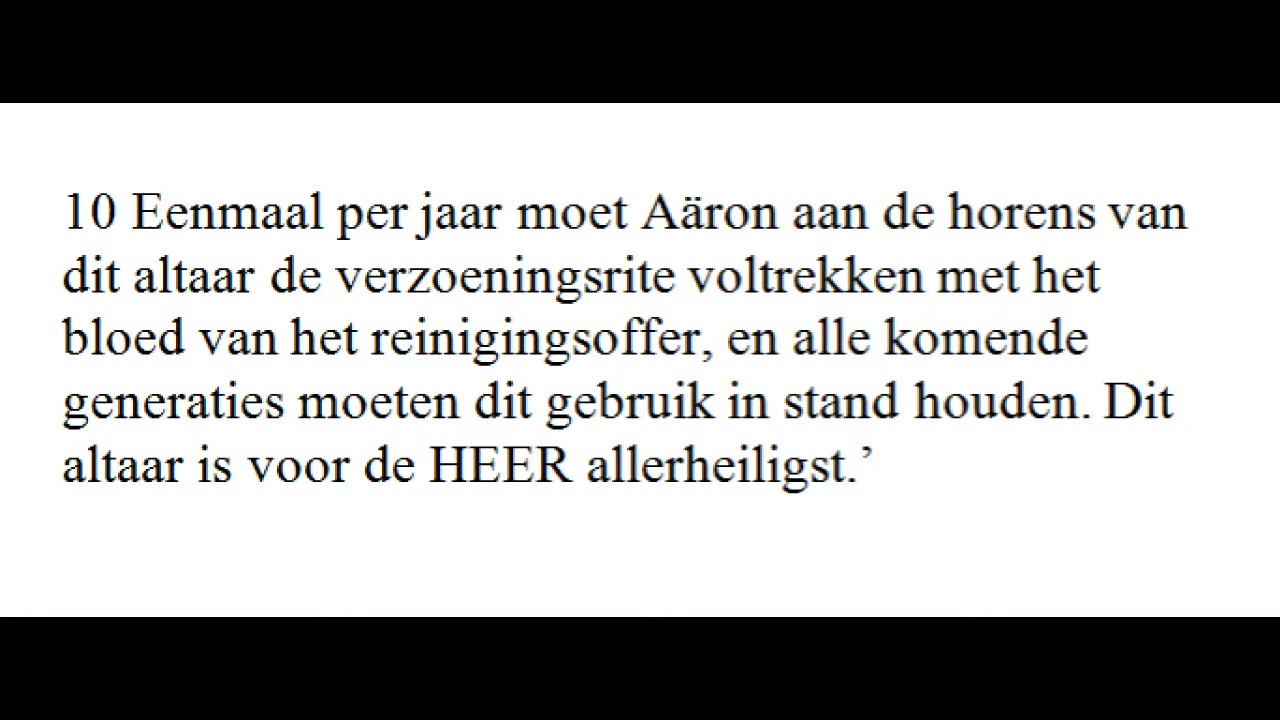 10 Eenmaal per jaar moet Aäron aan de horens van
dit altaar de verzoeningsrite voltrekken met het
bloed van het reinigingsoffer, en alle komende
generaties moeten dit gebruik in stand houden. Dit
altaar is voor de HEER allerheiligst.’